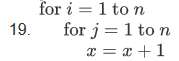 for i = 1 to n
19. for j = 1 to n
x = x + 1